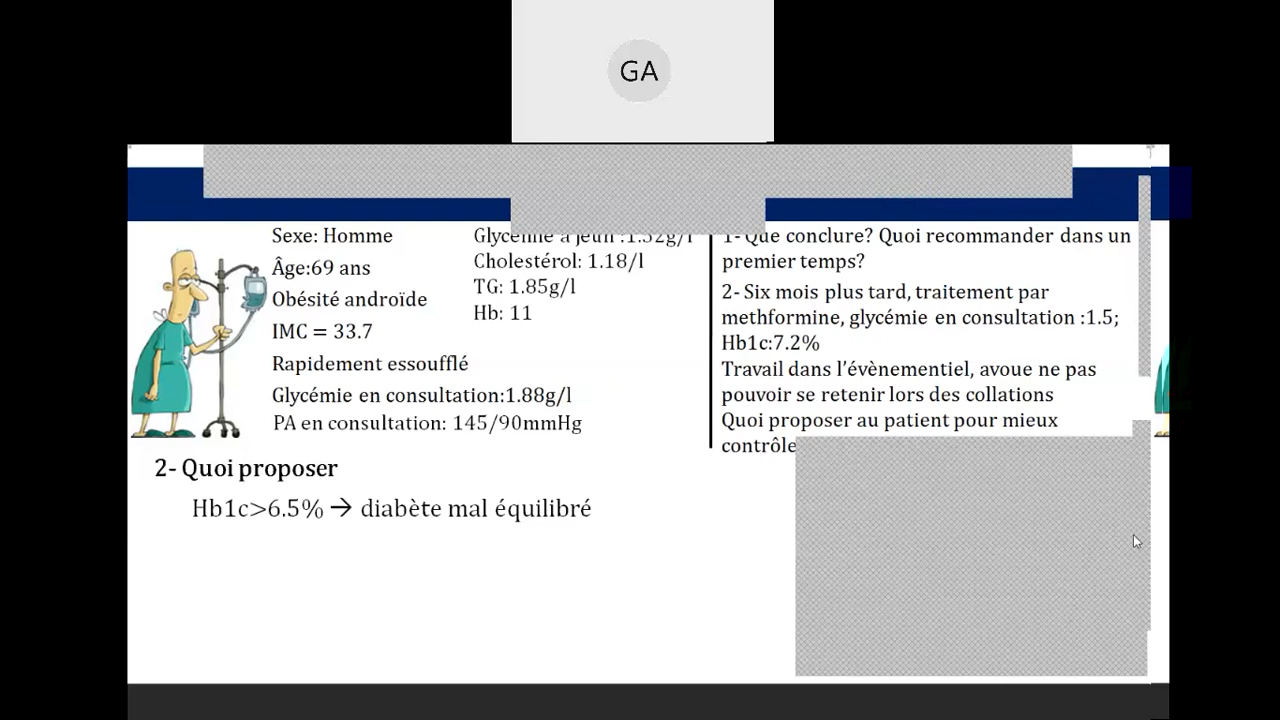 GA
Sexe: Homme
Âge:69 ans
Obésité androïde
IMC = 33.7
Rapidement essoufflé
Glycémie en consultation:1.88g/l
PA en consultation: 145/90mmHg
Glycémie à jeun :1.52g/l
Cholestérol: 1.18/l
TG: 1.85g/l
Hb: 11
1- Que conclure? Quoi recommander dans un
premier temps?
2- Six mois plus tard, traitement par
methformine, glycémie en consultation :1.5;
Hb1c:7.2%
Travail dans l’évènementiel, avoue ne pas
pouvoir se retenir lors des collations
Quoi proposer au patient pour mieux
contrôle
2- Quoi proposer
Hb1c>6.5% → diabète mal équilibré